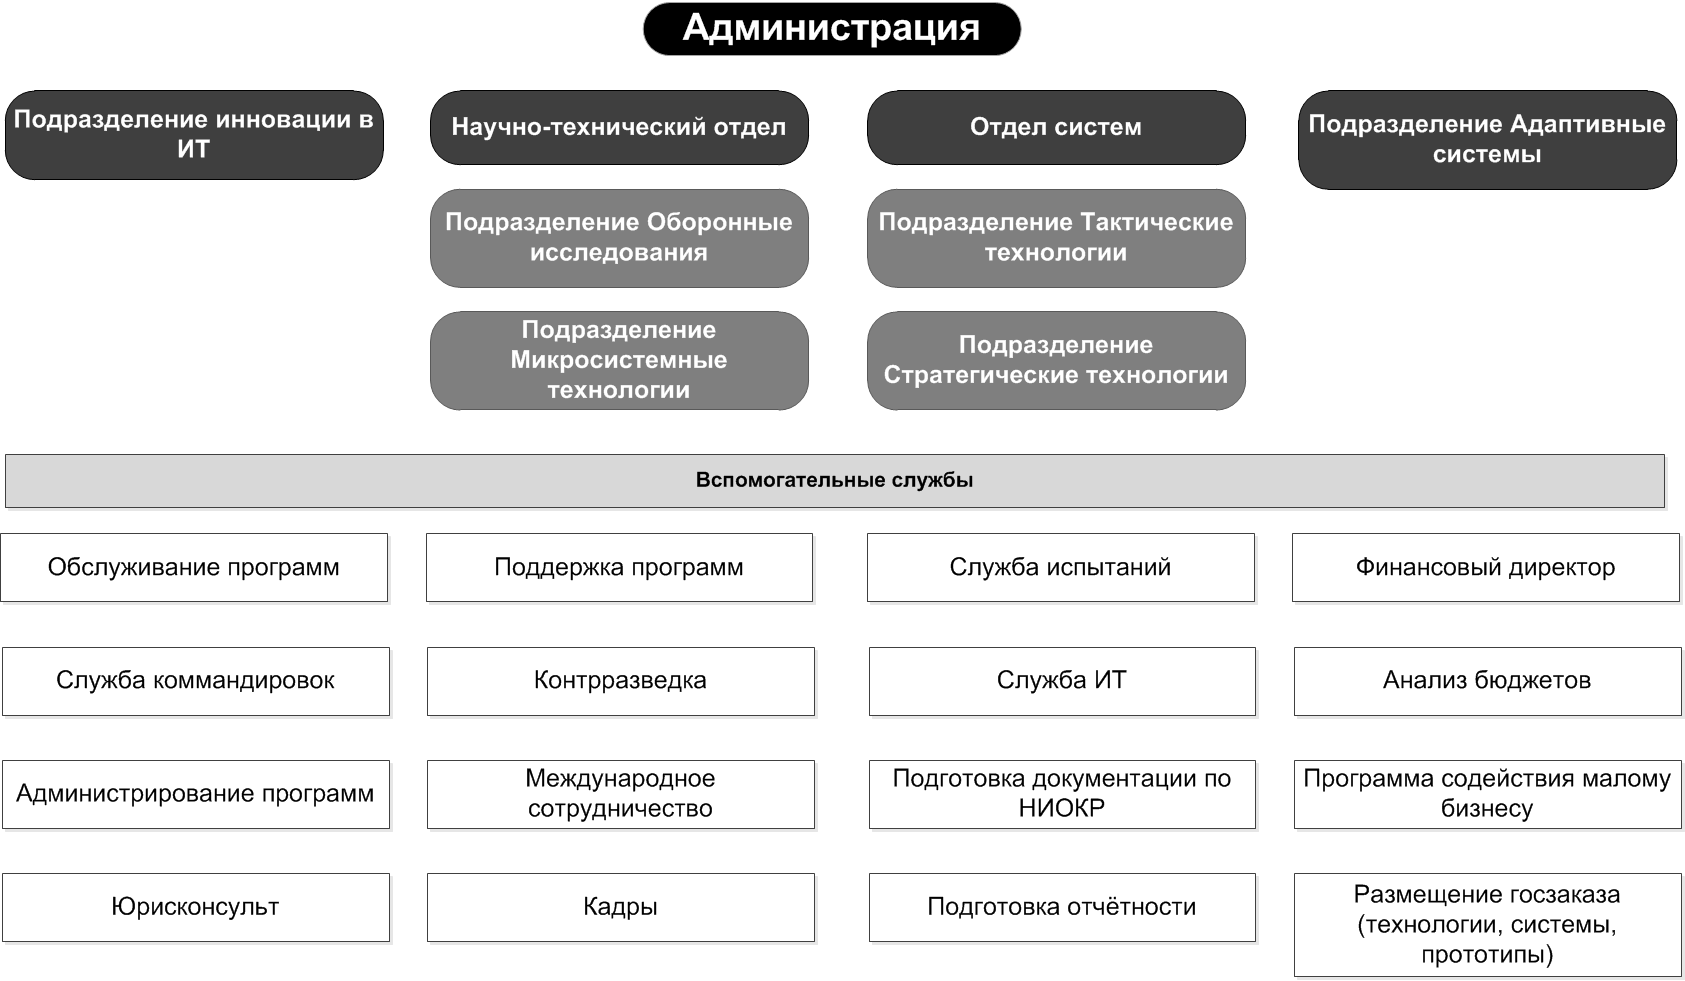 Администрация
Подразделение инновации в
ИТ
Научно-технический отдел
Отдел систем
Подразделение Адаптивные
системы
Подразделение Оборонные
исследования
Подразделение Тактические
технологии
Подразделение
Микросистемные
технологии
Подразделение
Стратегические технологии
Вспомогательные службы
Обслуживание программ
Поддержка программ
Служба испытаний
Финансовый директор
Служба коммандировок
Контрразведка
Служба ИТ
Анализ бюджетов
Администрирование программ
Международное
сотрудничество
Подготовка документации по
НИОКР
Программа содействия малому
бизнесу
Юрисконсульт
Кадры
Подготовка отчётности
Размещение госзаказа
(технологии, системы,
прототипы)